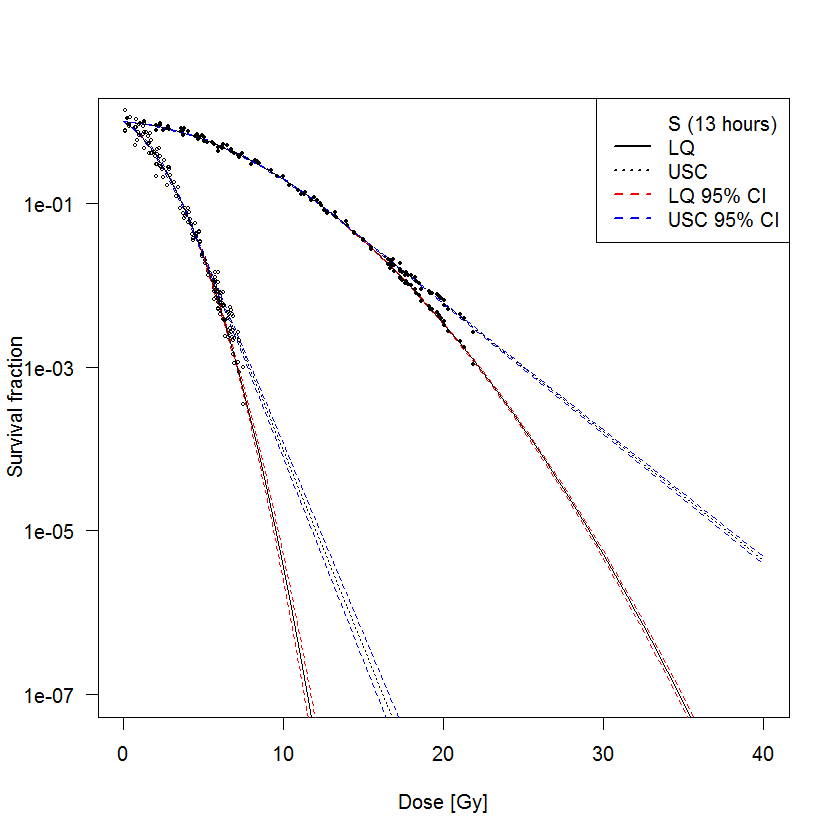 S (13 hours)
LQ
USC
LQ 95% CI
USC 95% CI
Survival fraction
1e-01
1e-03
1e-05
1e-07
0 10 20 30 40
Dose [Gy]